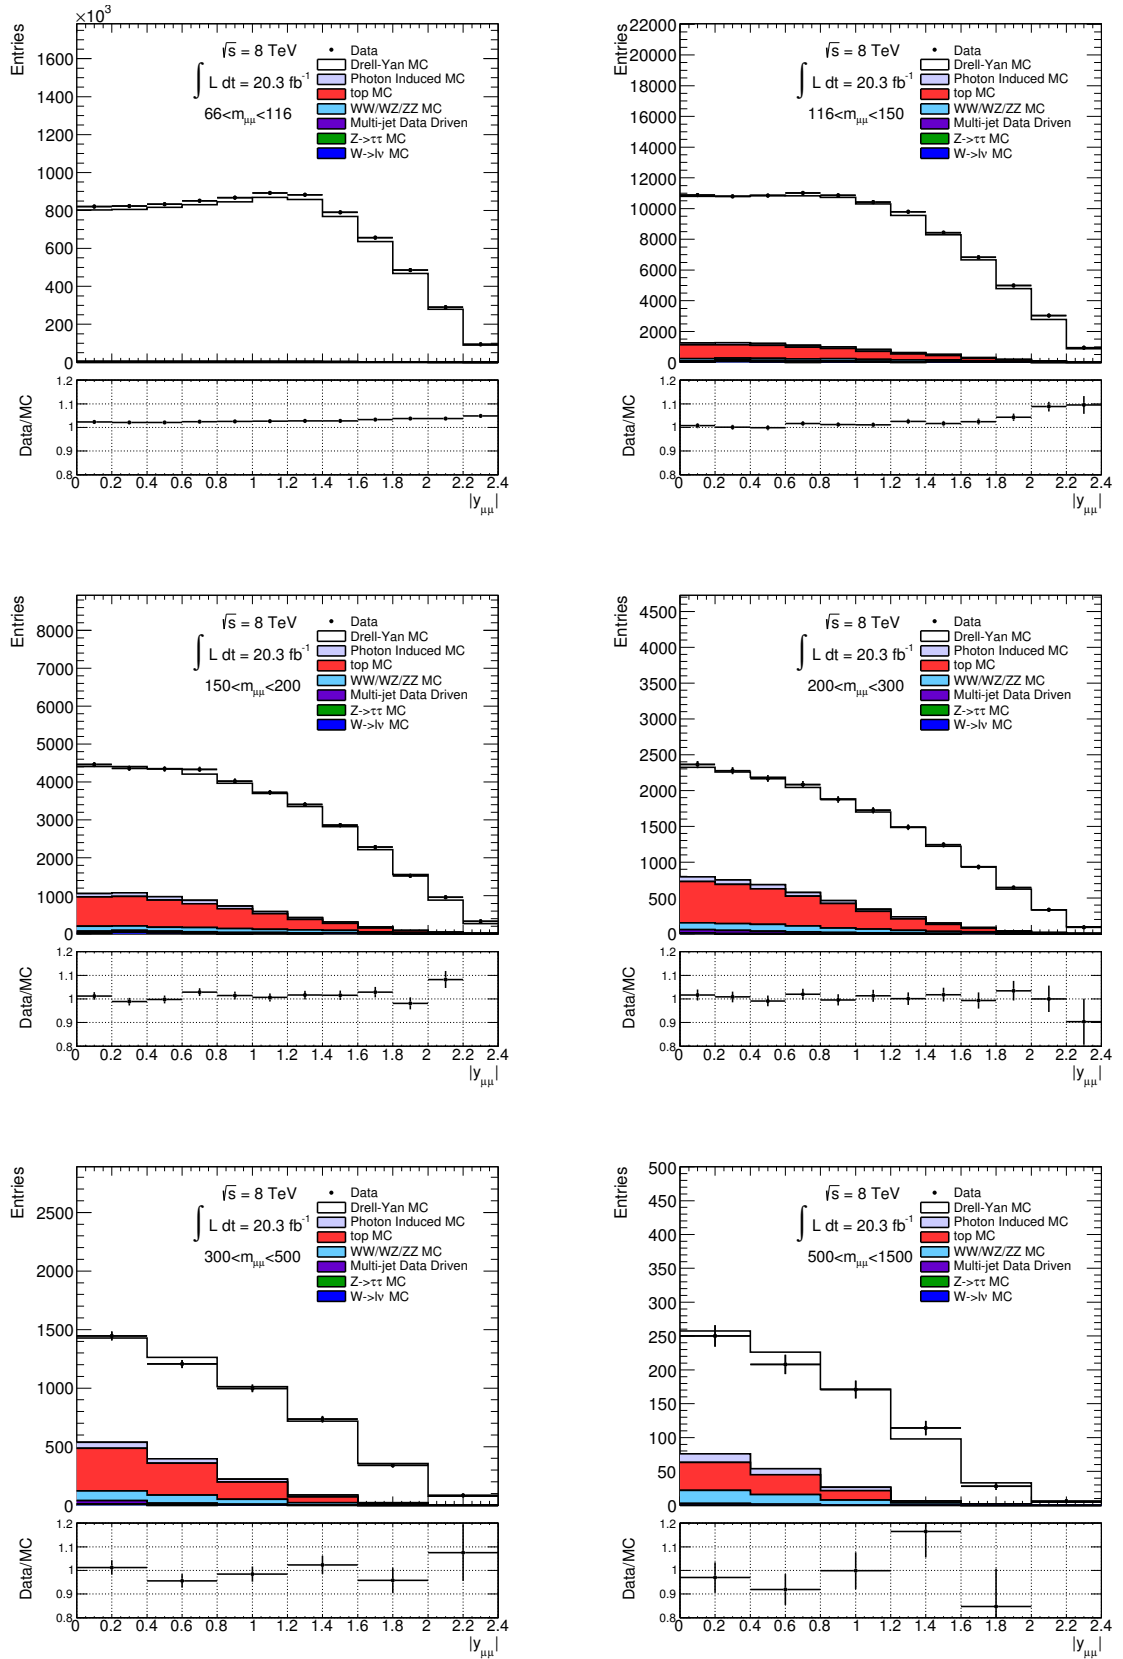 ×10³
Entries
1600
1400
1200
1000
800
600
400
200
0
√s = 8 TeV
∫ L dt = 20.3 fb⁻¹
66<m_μμ<116
Data
Drell-Yan MC
Photon Induced MC
top MC
WW/WZ/ZZ MC
Multi-jet Data Driven
Z->ττ MC
W->lν MC
Data/MC
1.2
1.1
1
0.9
0.8
0 0.2 0.4 0.6 0.8 1 1.2 1.4 1.6 1.8 2 2.2 2.4
|y_μμ|
Entries
22000
20000
18000
16000
14000
12000
10000
8000
6000
4000
2000
0
√s = 8 TeV
∫ L dt = 20.3 fb⁻¹
116<m_μμ<150
Data
Drell-Yan MC
Photon Induced MC
top MC
WW/WZ/ZZ MC
Multi-jet Data Driven
Z->ττ MC
W->lν MC
Data/MC
1.2
1.1
1
0.9
0.8
0 0.2 0.4 0.6 0.8 1 1.2 1.4 1.6 1.8 2 2.2 2.4
|y_μμ|
Entries
8000
7000
6000
5000
4000
3000
2000
1000
0
√s = 8 TeV
∫ L dt = 20.3 fb⁻¹
150<m_μμ<200
Data
Drell-Yan MC
Photon Induced MC
top MC
WW/WZ/ZZ MC
Multi-jet Data Driven
Z->ττ MC
W->lν MC
Data/MC
1.2
1.1
1
0.9
0.8
0 0.2 0.4 0.6 0.8 1 1.2 1.4 1.6 1.8 2 2.2 2.4
|y_μμ|
Entries
4500
4000
3500
3000
2500
2000
1500
1000
500
0
√s = 8 TeV
∫ L dt = 20.3 fb⁻¹
200<m_μμ<300
Data
Drell-Yan MC
Photon Induced MC
top MC
WW/WZ/ZZ MC
Multi-jet Data Driven
Z->ττ MC
W->lν MC
Data/MC
1.2
1.1
1
0.9
0.8
0 0.2 0.4 0.6 0.8 1 1.2 1.4 1.6 1.8 2 2.2 2.4
|y_μμ|
Entries
2500
2000
1500
1000
500
0
√s = 8 TeV
∫ L dt = 20.3 fb⁻¹
300<m_μμ<500
Data
Drell-Yan MC
Photon Induced MC
top MC
WW/WZ/ZZ MC
Multi-jet Data Driven
Z->ττ MC
W->lν MC
Data/MC
1.2
1.1
1
0.9
0.8
0 0.2 0.4 0.6 0.8 1 1.2 1.4 1.6 1.8 2 2.2 2.4
|y_μμ|
Entries
500
450
400
350
300
250
200
150
100
50
0
√s = 8 TeV
∫ L dt = 20.3 fb⁻¹
500<m_μμ<1500
Data
Drell-Yan MC
Photon Induced MC
top MC
WW/WZ/ZZ MC
Multi-jet Data Driven
Z->ττ MC
W->lν MC
Data/MC
1.2
1.1
1
0.9
0.8
0 0.2 0.4 0.6 0.8 1 1.2 1.4 1.6 1.8 2 2.2 2.4
|y_μμ|